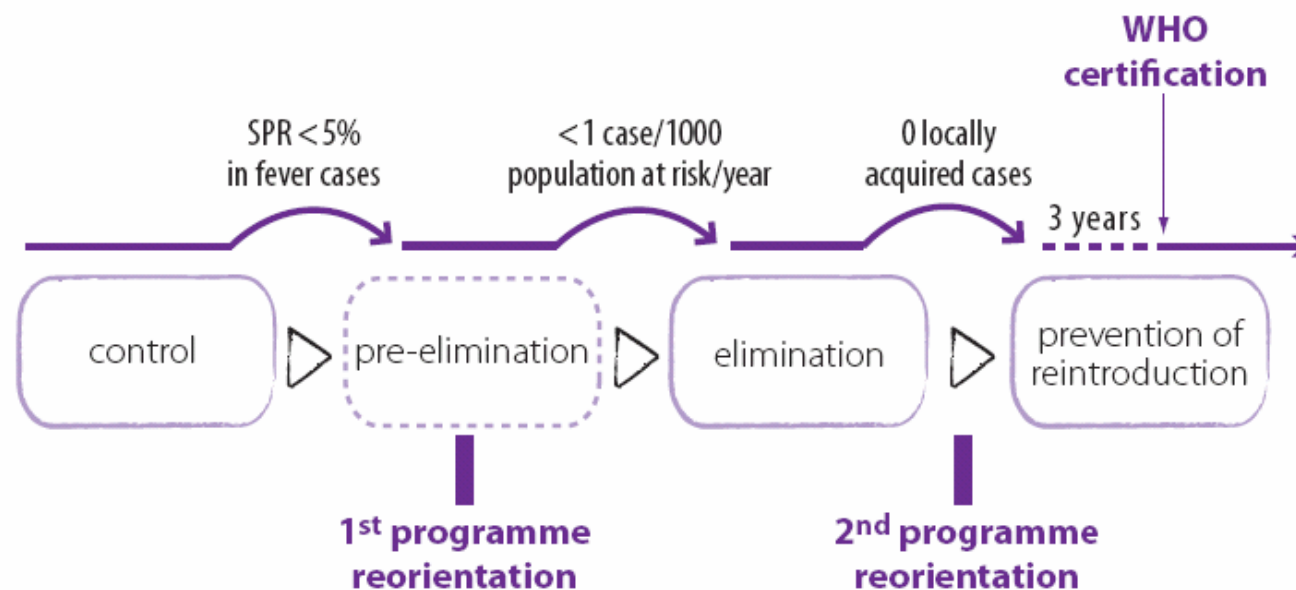 WHO
certification
SPR <5%
in fever cases
<1 case/1000
population at risk/year
0 locally
acquired cases
3 years
control
pre-elimination
elimination
prevention of
reintroduction
1st programme
reorientation
2nd programme
reorientation